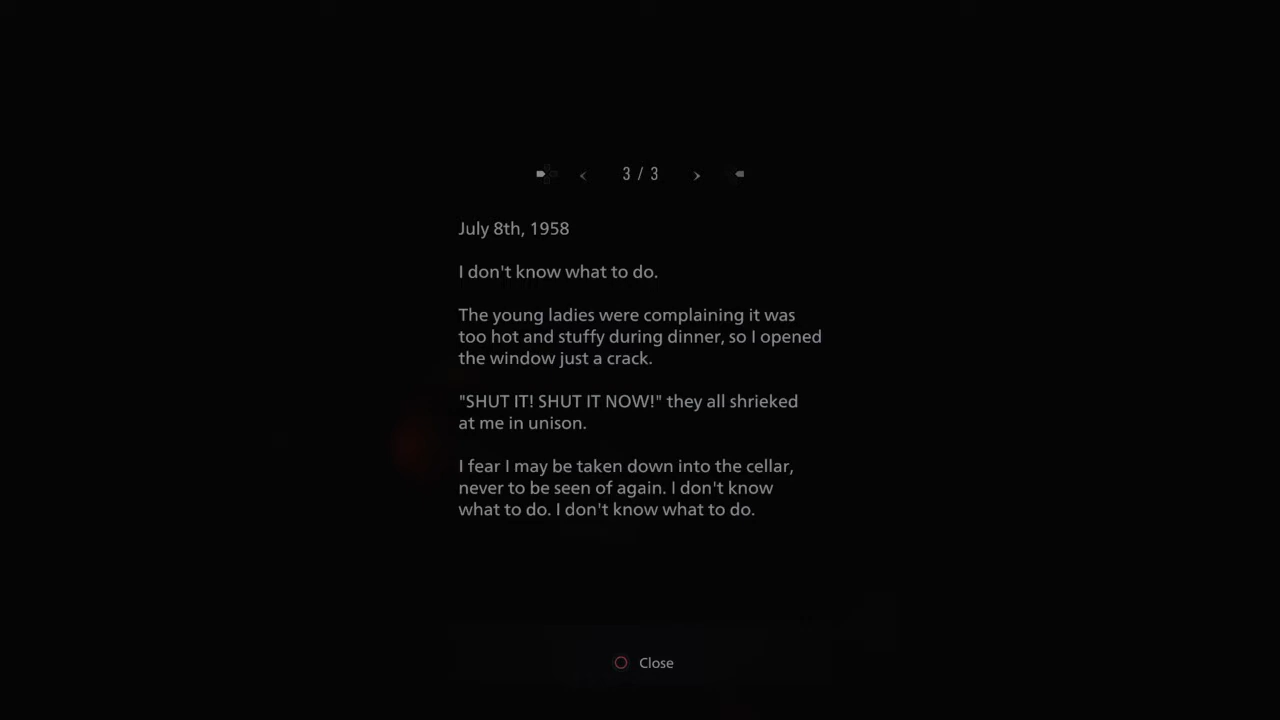 3 / 3
July 8th, 1958
I don't know what to do.
The young ladies were complaining it was
too hot and stuffy during dinner, so I opened
the window just a crack.
"SHUT IT! SHUT IT NOW!" they all shrieked
at me in unison.
I fear I may be taken down into the cellar,
never to be seen of again. I don't know
what to do. I don't know what to do.
Close